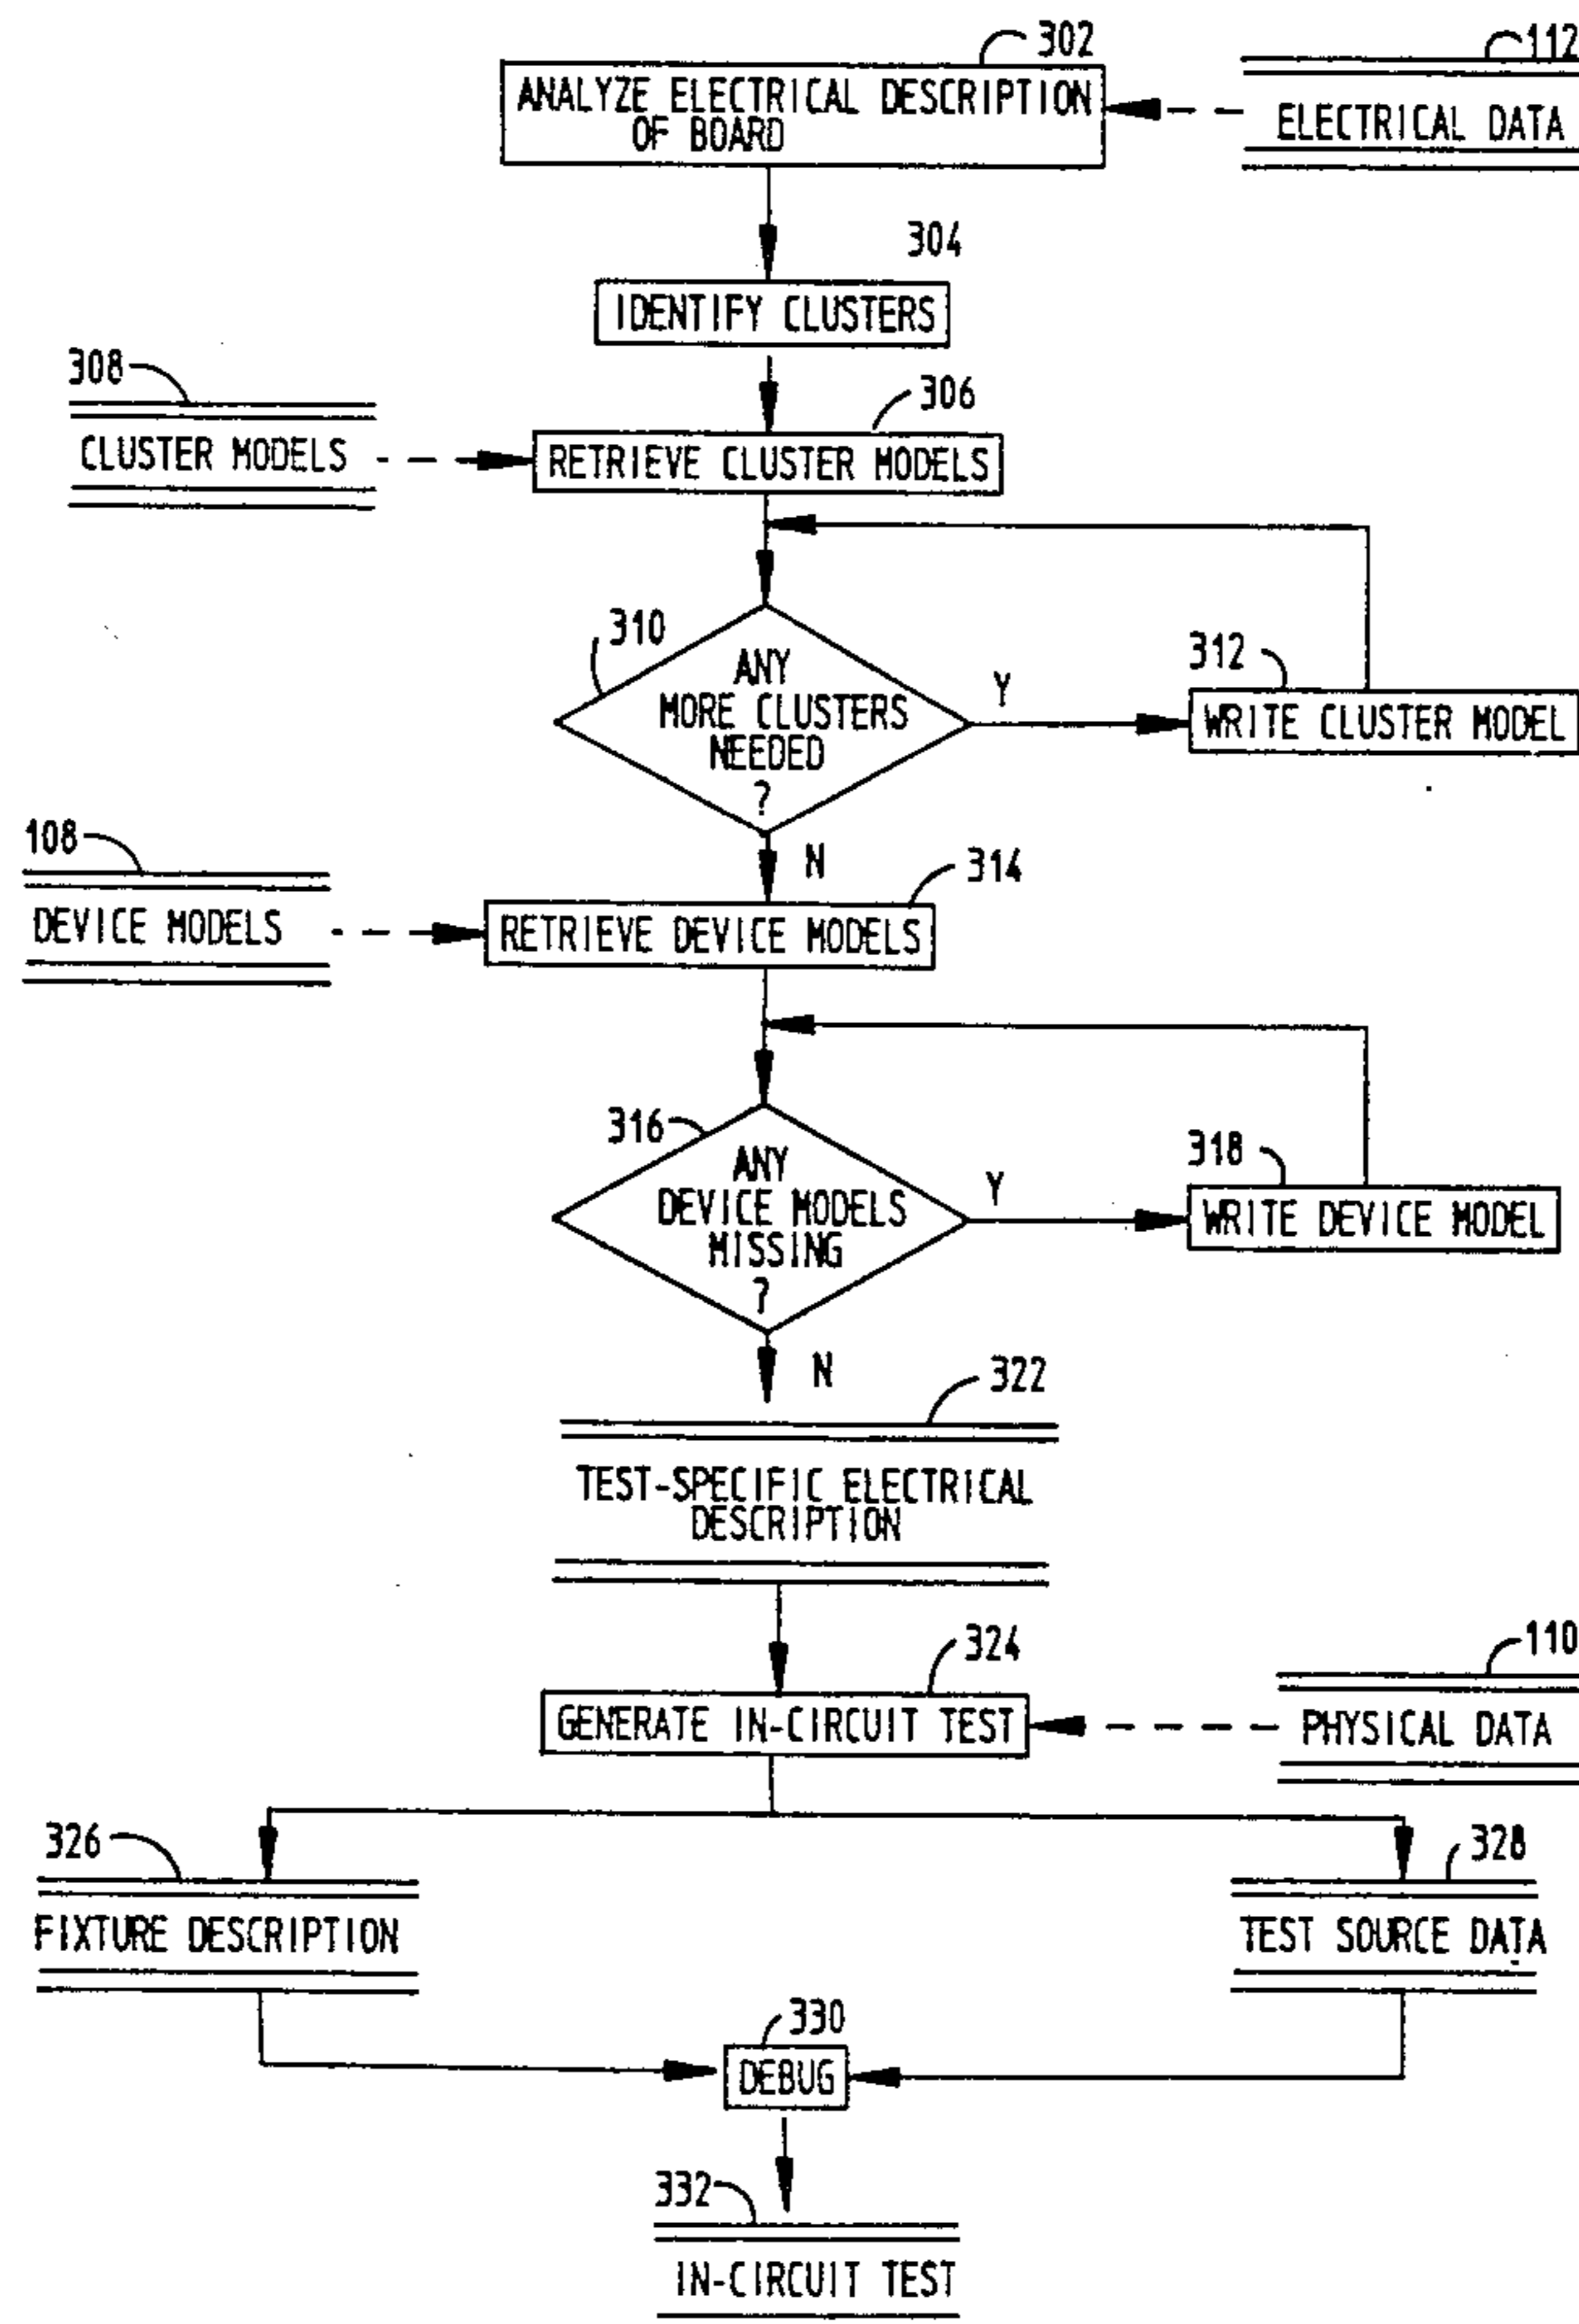 302
112
ANALYZE ELECTRICAL DESCRIPTION
OF BOARD
ELECTRICAL DATA
304
IDENTIFY CLUSTERS
308
306
CLUSTER MODELS
RETRIEVE CLUSTER MODELS
310
ANY
MORE CLUSTERS
NEEDED
?
Y
312
WRITE CLUSTER MODEL
108
N
314
DEVICE MODELS
RETRIEVE DEVICE MODELS
316
ANY
DEVICE MODELS
MISSING
?
Y
318
WRITE DEVICE MODEL
N
322
TEST-SPECIFIC ELECTRICAL
DESCRIPTION
324
110
GENERATE IN-CIRCUIT TEST
PHYSICAL DATA
326
328
FIXTURE DESCRIPTION
TEST SOURCE DATA
330
DEBUG
332
IN-CIRCUIT TEST